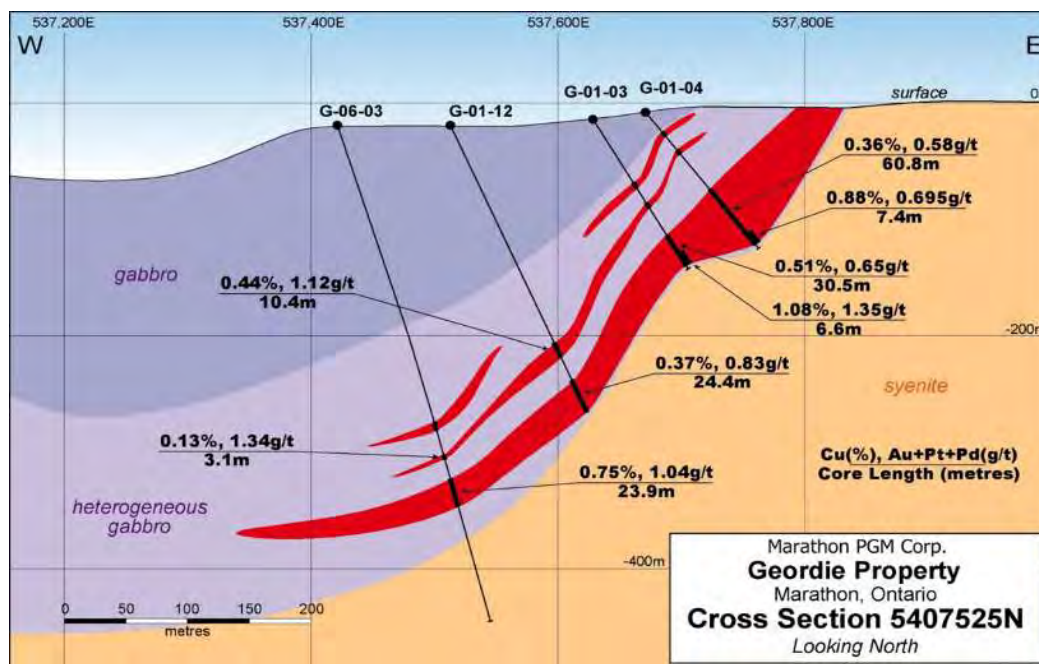 537,200E 537,400E 537,600E 537,800E
W E
G-06-03 G-01-12 G-01-03 G-01-04
surface
0
0.36%, 0.58g/t
60.8m
0.88%, 0.695g/t
7.4m
gabbro
0.44%, 1.12g/t
10.4m
0.51%, 0.65g/t
30.5m
1.08%, 1.35g/t
6.6m
-200m
0.37%, 0.83g/t
24.4m
syenite
0.13%, 1.34g/t
3.1m
Cu(%), Au+Pt+Pd(g/t)
Core Length (metres)
0.75%, 1.04g/t
23.9m
heterogeneous
gabbro
-400m
0 50 100 150 200
metres
Marathon PGM Corp.
Geordie Property
Marathon, Ontario
Cross Section 5407525N
Looking North